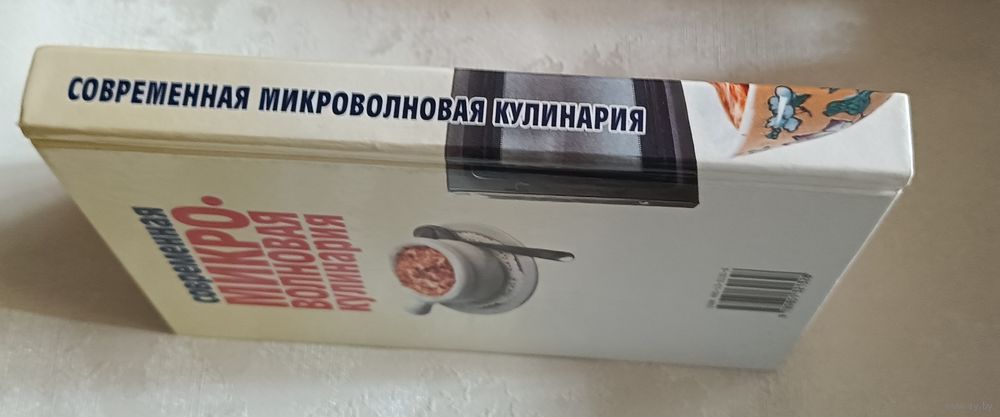 СОВРЕМЕННАЯ МИКРОВОЛНОВАЯ КУЛИНАРИЯ
современная
МИКРО-
ВОЛНОВАЯ
кулинария